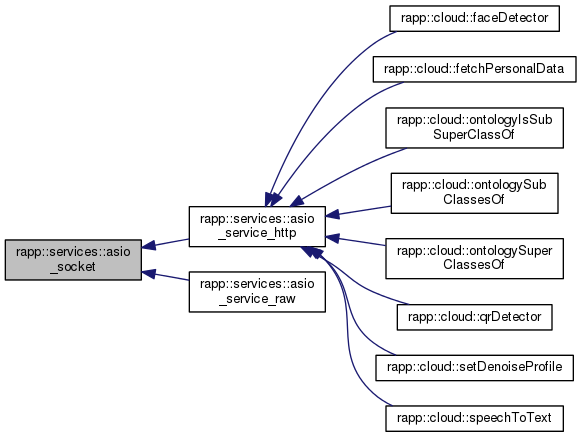 rapp::cloud::faceDetector
rapp::cloud::fetchPersonalData
rapp::cloud::ontologyIsSub
SuperClassOf
rapp::cloud::ontologySub
ClassesOf
rapp::services::asio
_service_http
rapp::services::asio
_socket
rapp::cloud::ontologySuper
ClassesOf
rapp::services::asio
_service_raw
rapp::cloud::qrDetector
rapp::cloud::setDenoiseProfile
rapp::cloud::speechToText